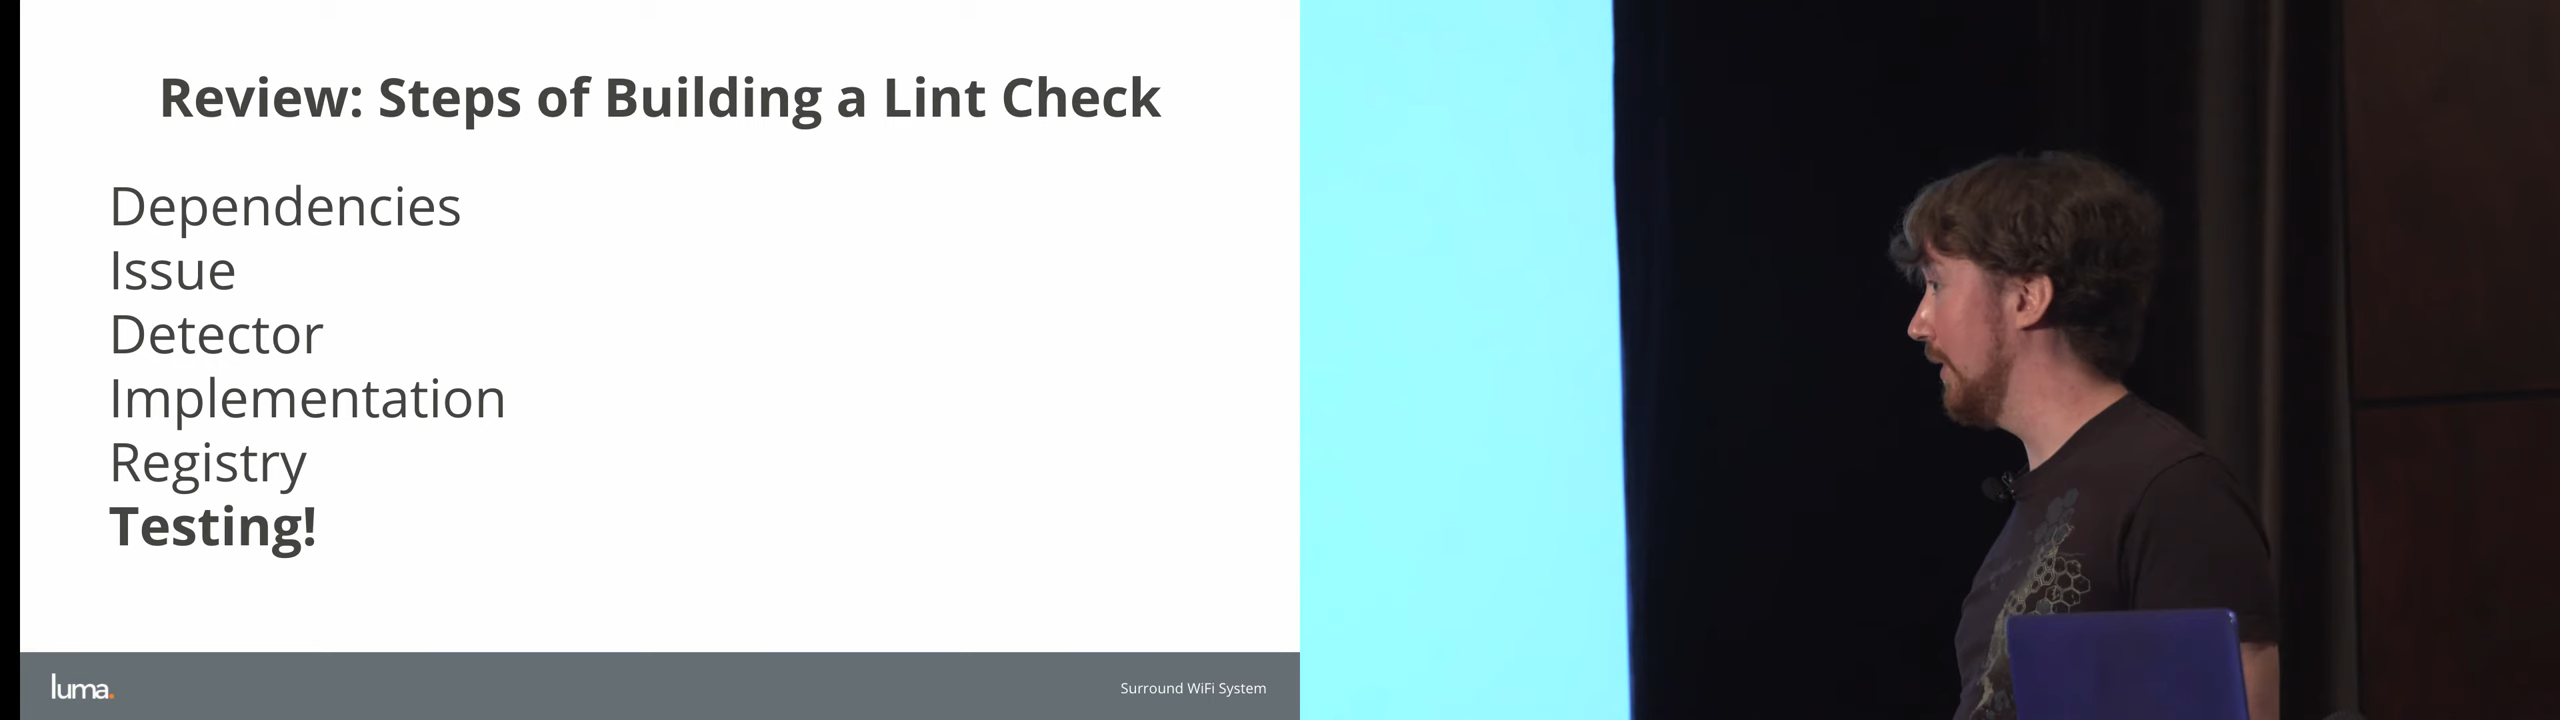 Review: Steps of Building a Lint Check
Dependencies
Issue
Detector
Implementation
Registry
Testing!
luma.
Surround WiFi System